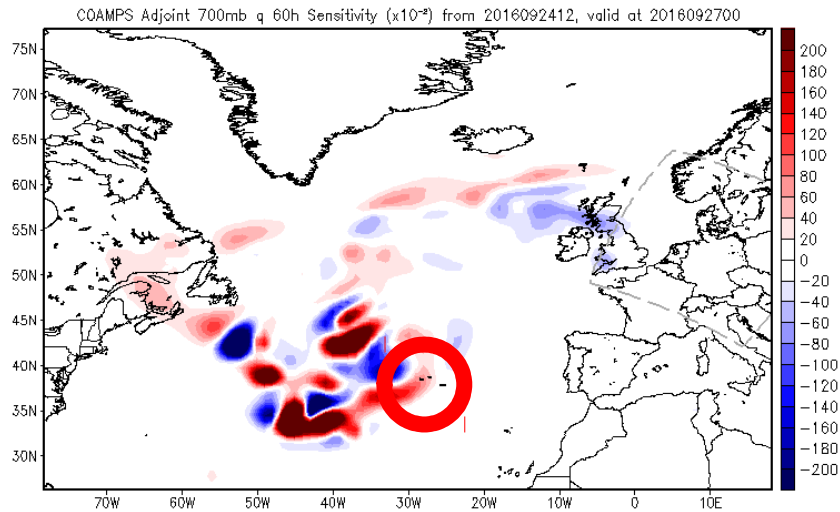 COAMPS Adjoint 700mb q 60h Sensitivity (x10⁻²) from 2016092412, valid at 2016092700
75N
70N
65N
60N
55N
50N
45N
40N
35N
30N
70W
60W
50W
40W
30W
20W
10W
0
10E
200
180
160
140
120
100
80
60
40
20
0
-20
-40
-60
-80
-100
-120
-140
-160
-180
-200